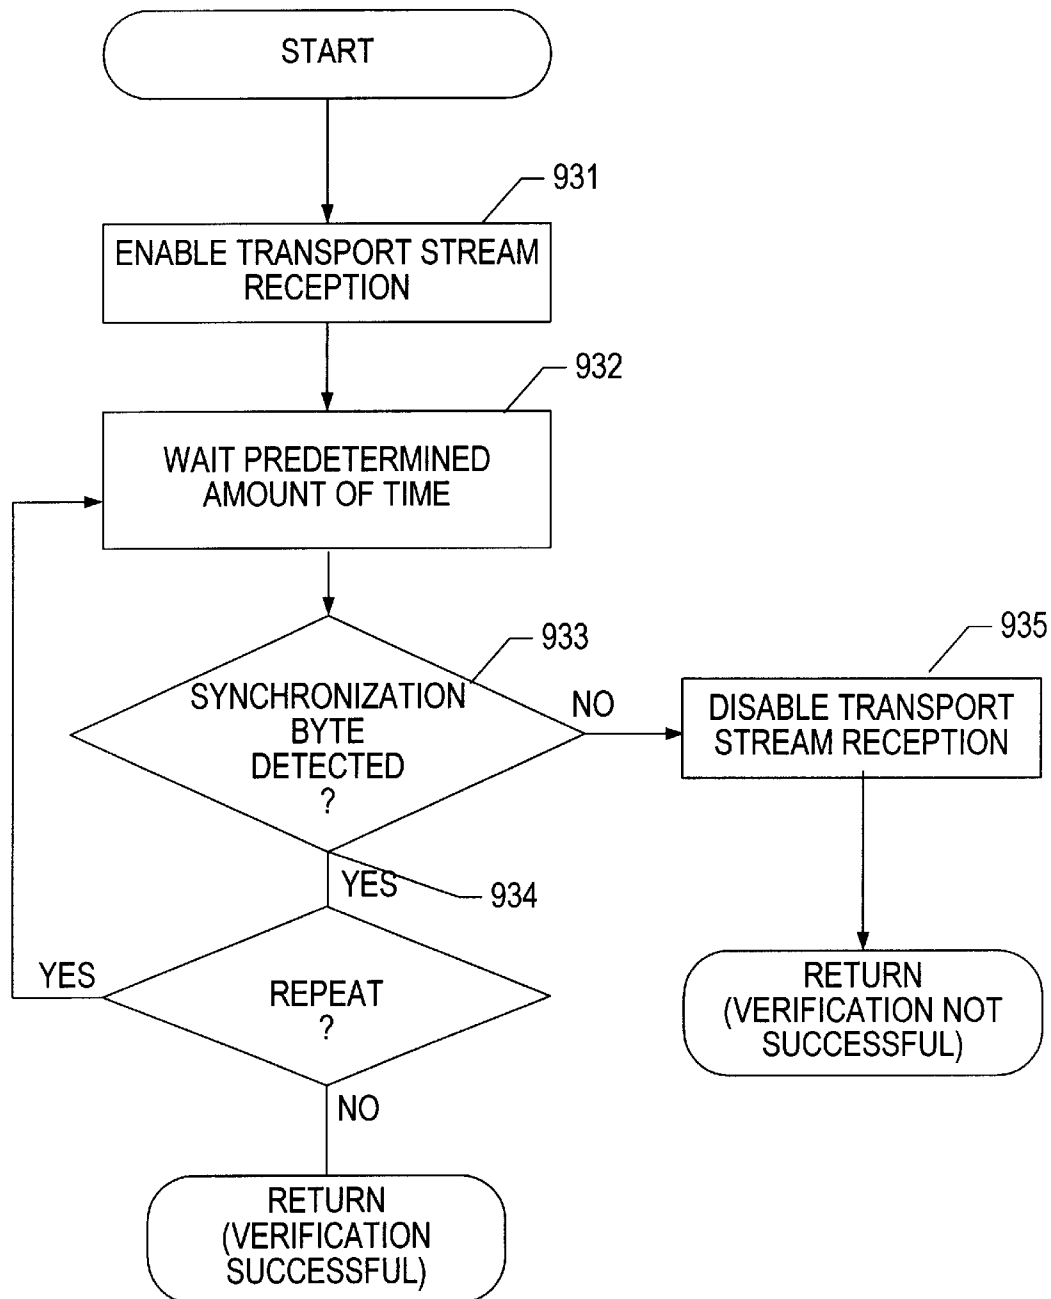 START
931
ENABLE TRANSPORT STREAM
RECEPTION
932
WAIT PREDETERMINED
AMOUNT OF TIME
933
SYNCHRONIZATION
BYTE
DETECTED
?
NO
935
DISABLE TRANSPORT
STREAM RECEPTION
YES
934
YES
REPEAT
?
RETURN
(VERIFICATION NOT
SUCCESSFUL)
NO
RETURN
(VERIFICATION
SUCCESSFUL)